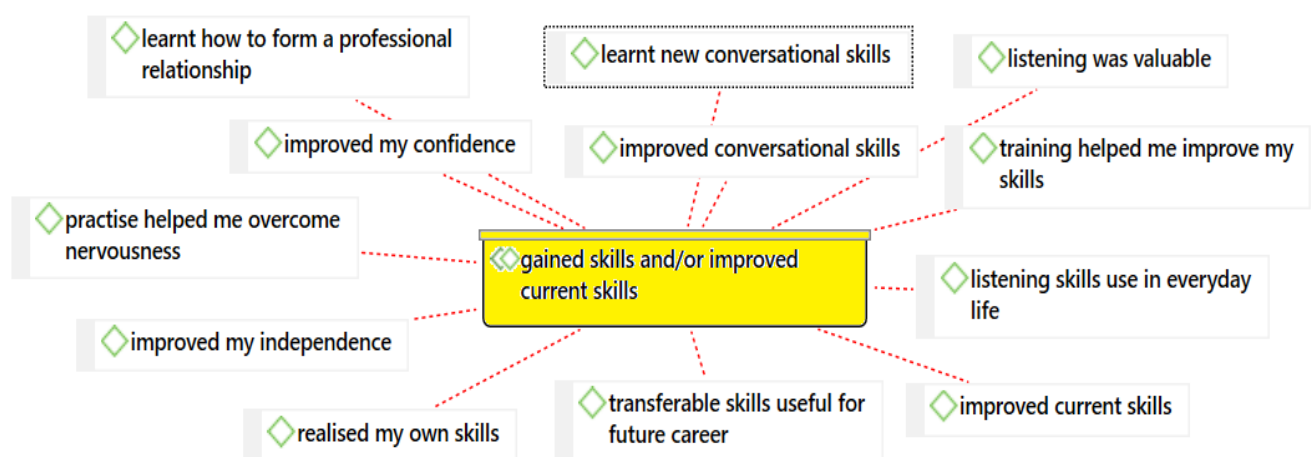 learnt how to form a professional
relationship
learnt new conversational skills
listening was valuable
improved my confidence
improved conversational skills
training helped me improve my
skills
practise helped me overcome
nervousness
gained skills and/or improved
current skills
listening skills use in everyday
life
improved my independence
realised my own skills
transferable skills useful for
future career
improved current skills